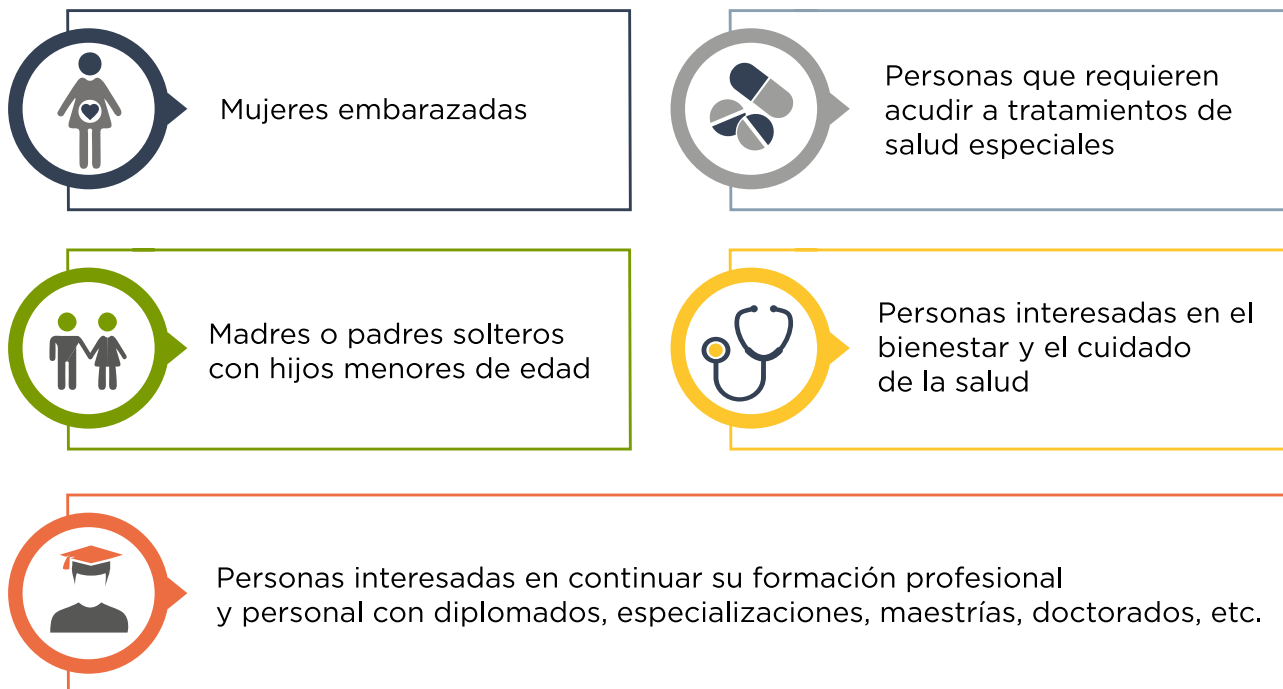 Mujeres embarazadas
Personas que requieren
acudir a tratamientos de
salud especiales
Madres o padres solteros
con hijos menores de edad
Personas interesadas en el
bienestar y el cuidado
de la salud
Personas interesadas en continuar su formación profesional
y personal con diplomados, especializaciones, maestrías, doctorados, etc.